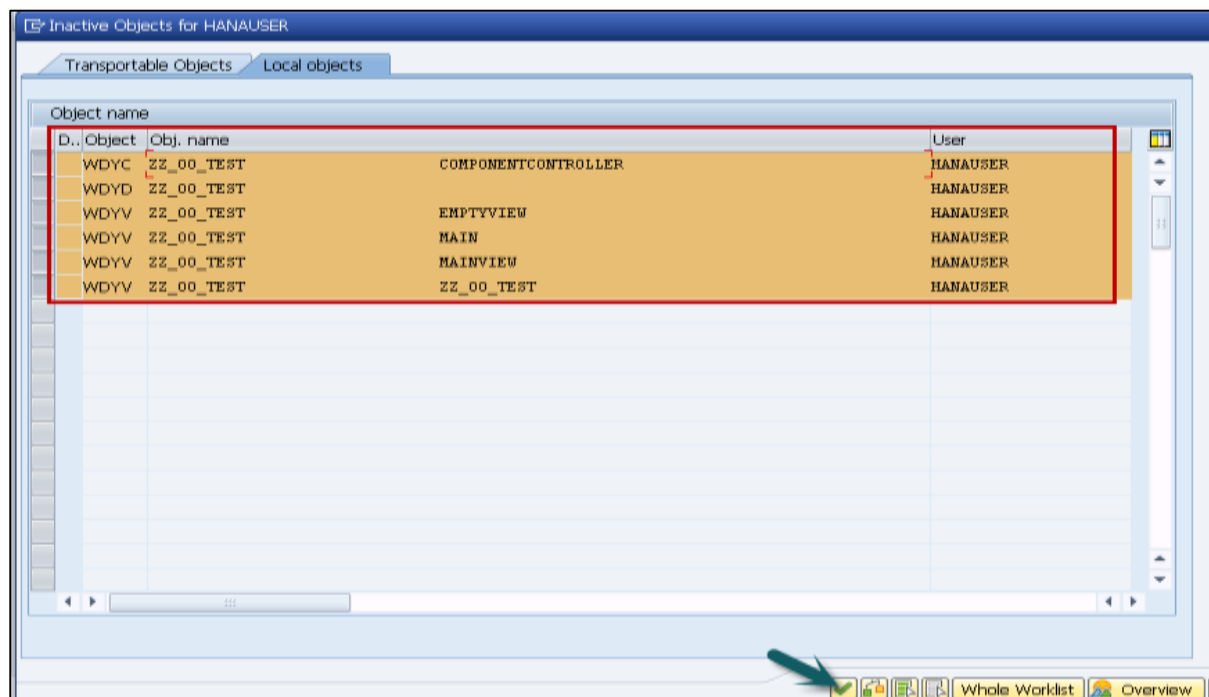 Inactive Objects for HANAUSER
Transportable Objects Local objects
Object name
D.. Object Obj. name User
WDYC ZZ_00_TEST COMPONENTCONTROLLER HANAUSER
WDYD ZZ_00_TEST HANAUSER
WDYV ZZ_00_TEST EMPTYVIEW HANAUSER
WDYV ZZ_00_TEST MAIN HANAUSER
WDYV ZZ_00_TEST MAINVIEW HANAUSER
WDYV ZZ_00_TEST ZZ_00_TEST HANAUSER
Whole Worklist Overview